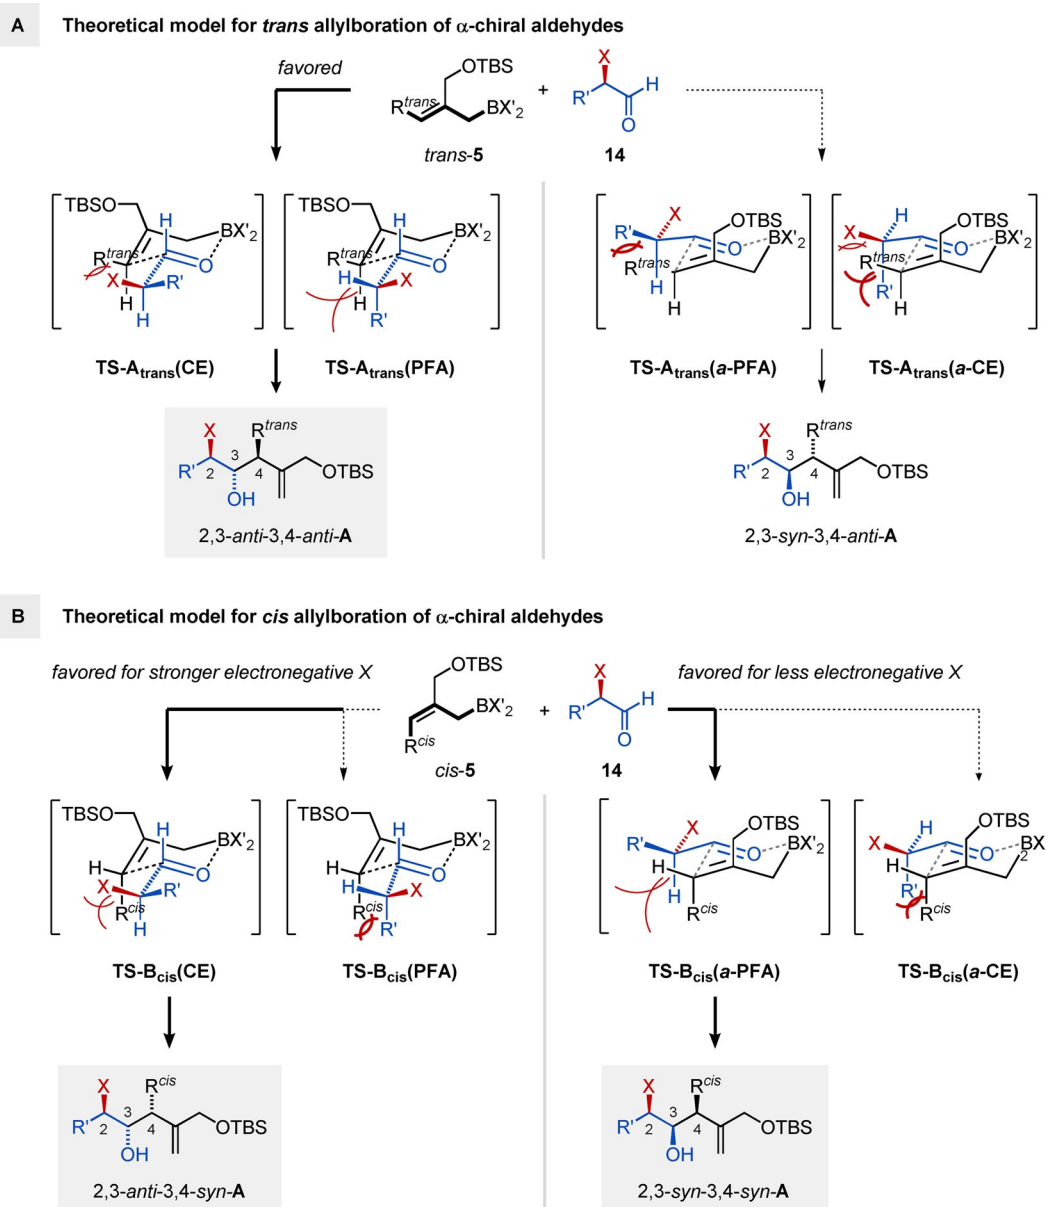 A Theoretical model for trans allylboration of α-chiral aldehydes
favored
OTBS
R^trans
BX'₂
+
X
R'
H
O
trans-5
14
TBSO
H
BX'₂
R^trans
X
R'
O
H
H
TBSO
H
BX'₂
R^trans
H
X
O
H
R'
X
R'
OTBS
O
BX'₂
R^trans
H
H
X
H
OTBS
O
BX'₂
R^trans
R'
H
TS-A_trans(CE)
TS-A_trans(PFA)
TS-A_trans(a-PFA)
TS-A_trans(a-CE)
X
R^trans
R'
2
3
4
OH
OTBS
2,3-anti-3,4-anti-A
X
R^trans
R'
2
3
4
OH
OTBS
2,3-syn-3,4-anti-A
B Theoretical model for cis allylboration of α-chiral aldehydes
favored for stronger electronegative X
OTBS
BX'₂
R^cis
+
X
R'
H
O
favored for less electronegative X
cis-5
14
TBSO
H
BX'₂
H
X
R'
O
R^cis
H
TBSO
H
BX'₂
H
H
X
O
R^cis
R'
X
R'
OTBS
O
BX'₂
H
H
R^cis
X
H
OTBS
O
BX
2
H
R'
R^cis
TS-B_cis(CE)
TS-B_cis(PFA)
TS-B_cis(a-PFA)
TS-B_cis(a-CE)
X
R^cis
R'
2
3
4
OH
OTBS
2,3-anti-3,4-syn-A
X
R^cis
R'
2
3
4
OH
OTBS
2,3-syn-3,4-syn-A